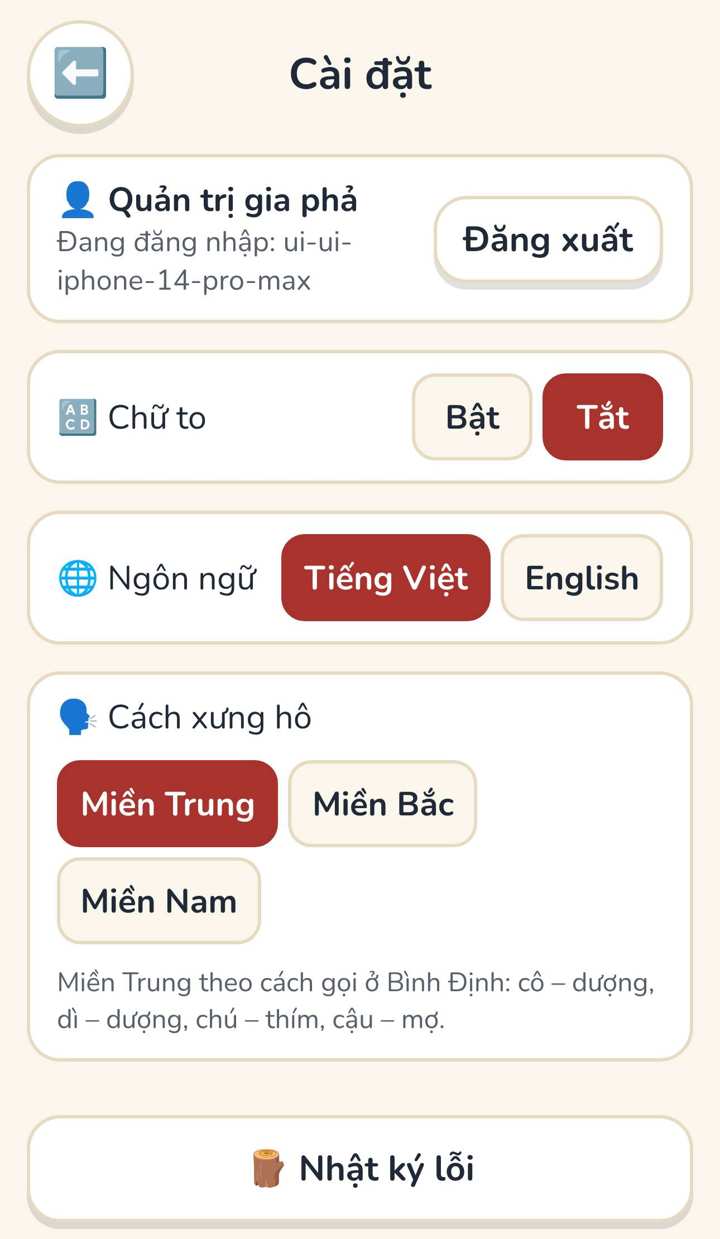 Cài đặt
Quản trị gia phả
Đang đăng nhập: ui-ui-
iphone-14-pro-max
Đăng xuất
Chữ to
Bật
Tắt
Ngôn ngữ
Tiếng Việt
English
Cách xưng hô
Miền Trung
Miền Bắc
Miền Nam
Miền Trung theo cách gọi ở Bình Định: cô – dượng,
dì – dượng, chú – thím, cậu – mợ.
Nhật ký lỗi